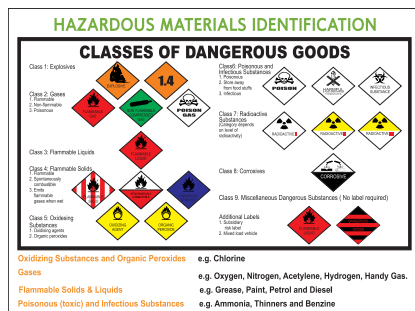 HAZARDOUS MATERIALS IDENTIFICATION
CLASSES OF DANGEROUS GOODS
Class 1: Explosives
EXPLOSIVE
1.4
Class 2: Gases
1. Flammable
2. Non-flammable
3. Poisonous
POISON
GAS
Class 3: Flammable Liquids
Class 4: Flammable Solids
1. Flammable
2. Spontaneously
combustible
3. Emits
flammable
gases when wet
Class 5: Oxideising
Substances
1. Oxidising agents
2. Organic peroxides
OXIDIZING
AGENT
ORGANIC
PEROXIDE
Class6: Poisonous and
Infectious Substances
1. Poisonous
2. Store away
from food stuffs
3. Infectious
POISON
INFECTIOUS
SUBSTANCE
Class 7: Radioactive
Substances
(Category depends
on level of
radioactivity)
RADIOACTIVE
RADIOACTIVE
RADIOACTIVE
Class 8: Corrosives
CORROSIVE
Class 9. Miscellaneous Dangerous Substances ( No label required)
Additional Labels
1. Subsidiary
risk label
2. Mixed load vehicle
Oxidizing Substances and Organic Peroxides e.g. Chlorine
Gases e.g. Oxygen, Nitrogen, Acetylene, Hydrogen, Handy Gas.
Flammable Solids & Liquids e.g. Grease, Paint, Petrol and Diesel
Poisonous (toxic) and Infectious Substances e.g. Ammonia, Thinners and Benzine